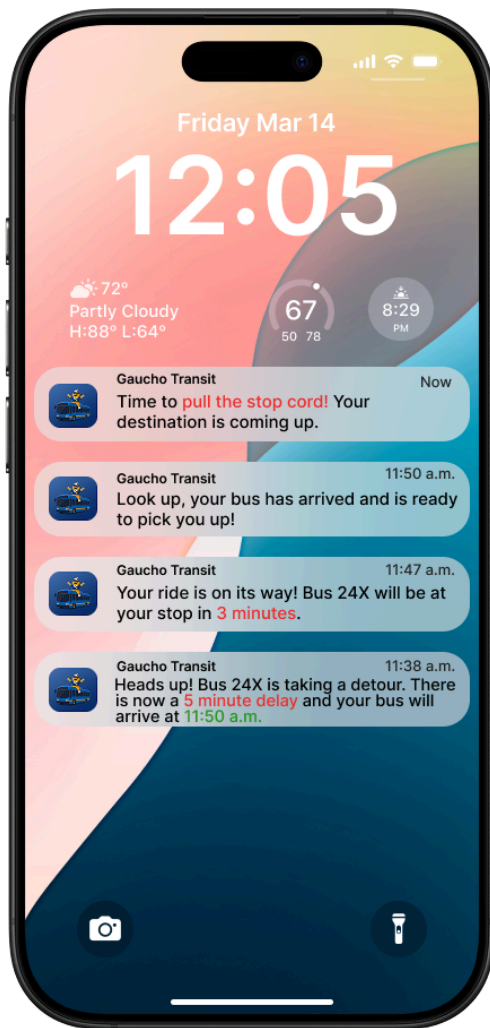 Friday Mar 14
12:05
72°
Partly Cloudy
H:88° L:64°
67
50 78
8:29
PM
Gaucho Transit
Now
Time to pull the stop cord! Your
destination is coming up.
Gaucho Transit
11:50 a.m.
Look up, your bus has arrived and is ready
to pick you up!
Gaucho Transit
11:47 a.m.
Your ride is on its way! Bus 24X will be at
your stop in 3 minutes.
Gaucho Transit
11:38 a.m.
Heads up! Bus 24X is taking a detour. There
is now a 5 minute delay and your bus will
arrive at 11:50 a.m.